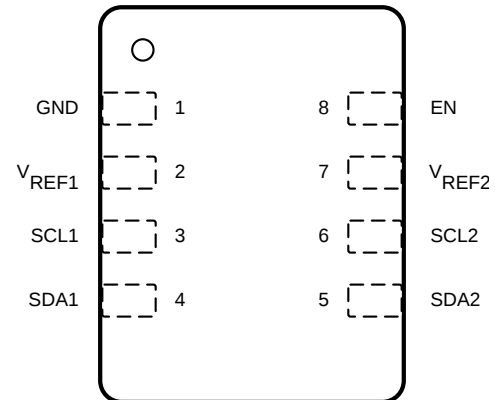 GND 1 8 EN
VREF1 2 7 VREF2
SCL1 3 6 SCL2
SDA1 4 5 SDA2